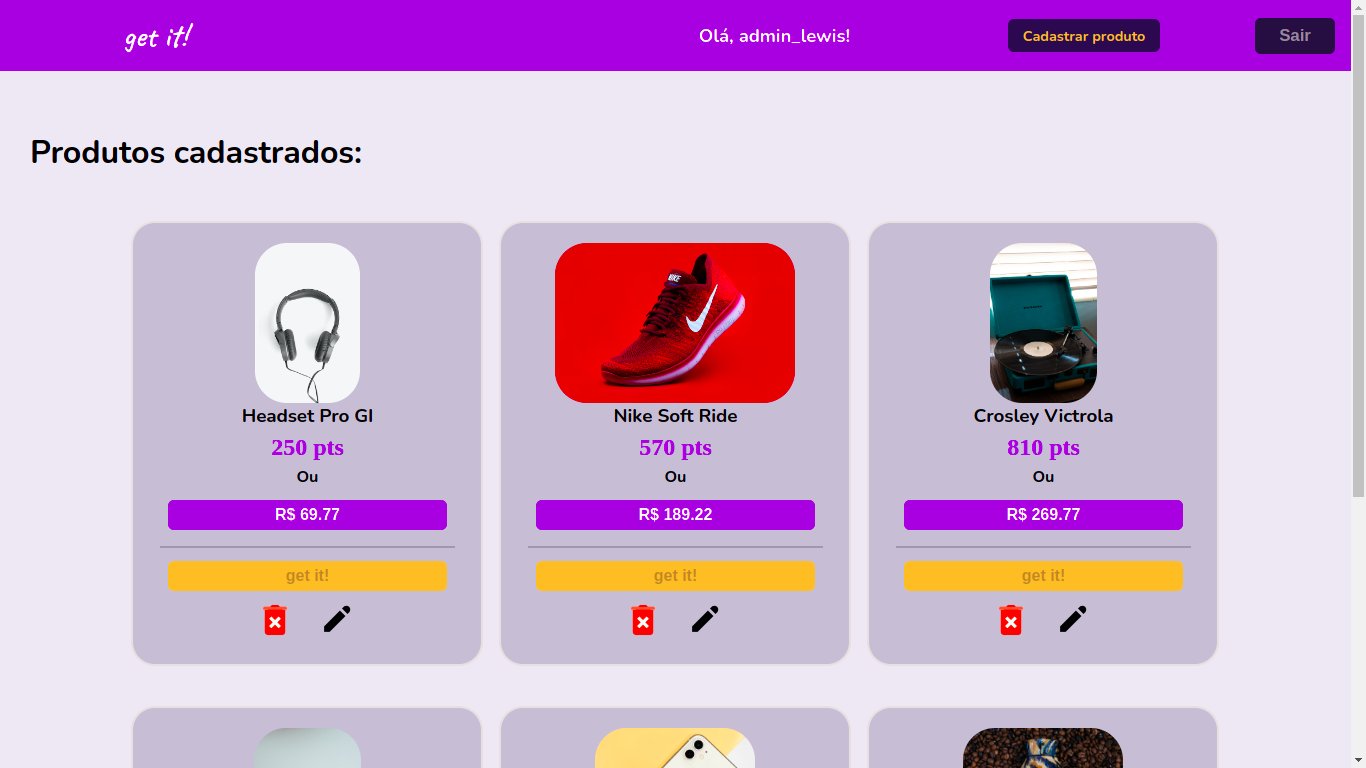 get it!
Olá, admin_lewis!
Cadastrar produto
Sair
Produtos cadastrados:
NIKE
Headset Pro GI
Nike Soft Ride
Crosley Victrola
250 pts
570 pts
810 pts
Ou
Ou
Ou
R$ 69.77
R$ 189.22
R$ 269.77
get it!
get it!
get it!